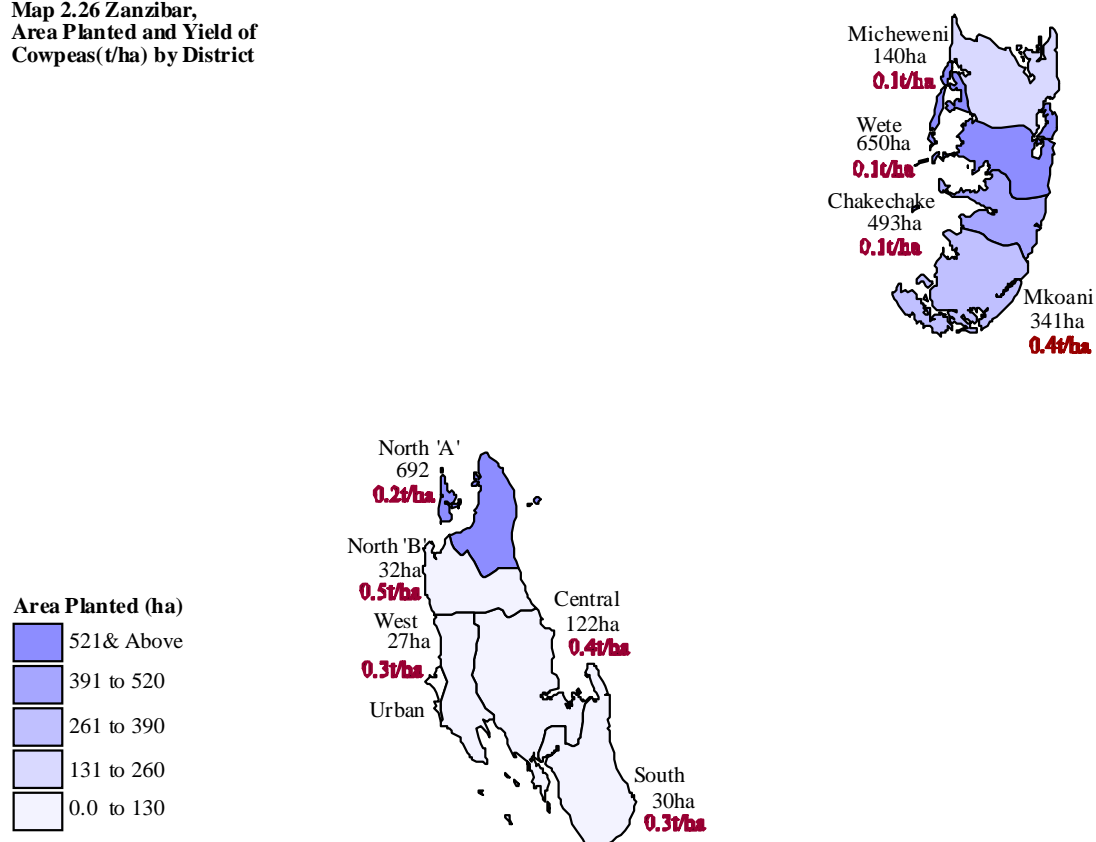 Map 2.26 Zanzibar,
Area Planted and Yield of
Cowpeas(t/ha) by District
Micheweni
140ha
0.1t/ha
Wete
650ha
0.1t/ha
Chakechake
493ha
0.1t/ha
Mkoani
341ha
0.4t/ha
North 'A'
692
0.2t/ha
North 'B'
32ha
0.5t/ha
West
27ha
0.3t/ha
Urban
Central
122ha
0.4t/ha
South
30ha
0.3t/ha
Area Planted (ha)
521& Above
391 to 520
261 to 390
131 to 260
0.0 to 130